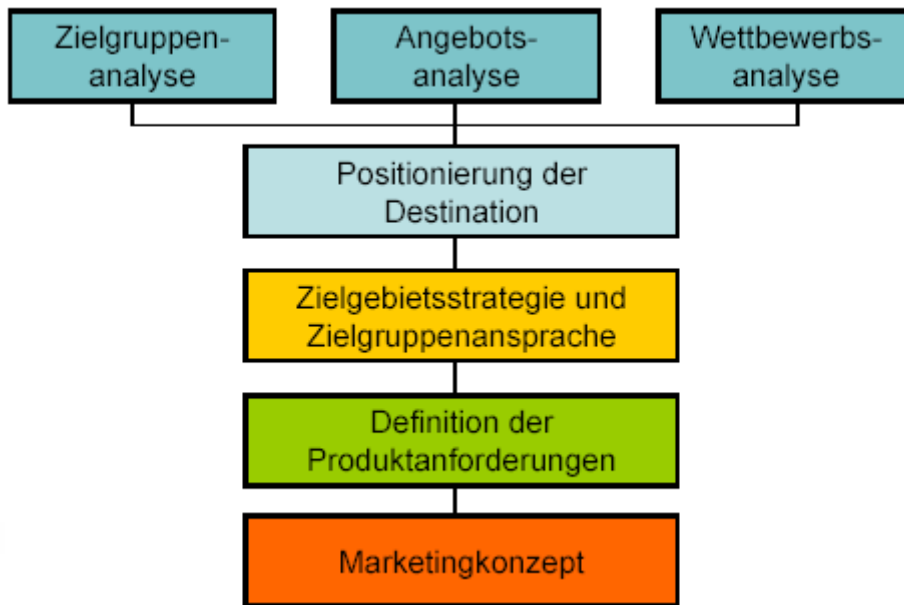 Zielgruppen-
analyse
Angebots-
analyse
Wettbewerbs-
analyse
Positionierung der
Destination
Zielgebietsstrategie und
Zielgruppenansprache
Definition der
Produktanforderungen
Marketingkonzept